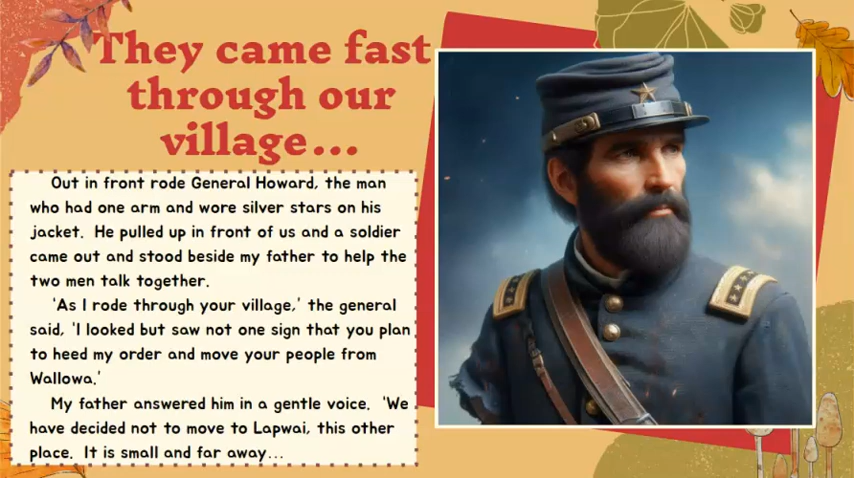 They came fast
through our
village...
Out in front rode General Howard, the man
who had one arm and wore silver stars on his
jacket. He pulled up in front of us and a soldier
came out and stood beside my father to help the
two men talk together.
'As I rode through your village,' the general
said, 'I looked but saw not one sign that you plan
to heed my order and move your people from
Wallowa.'
My father answered him in a gentle voice. 'We
have decided not to move to Lapwai, this other
place. It is small and far away...